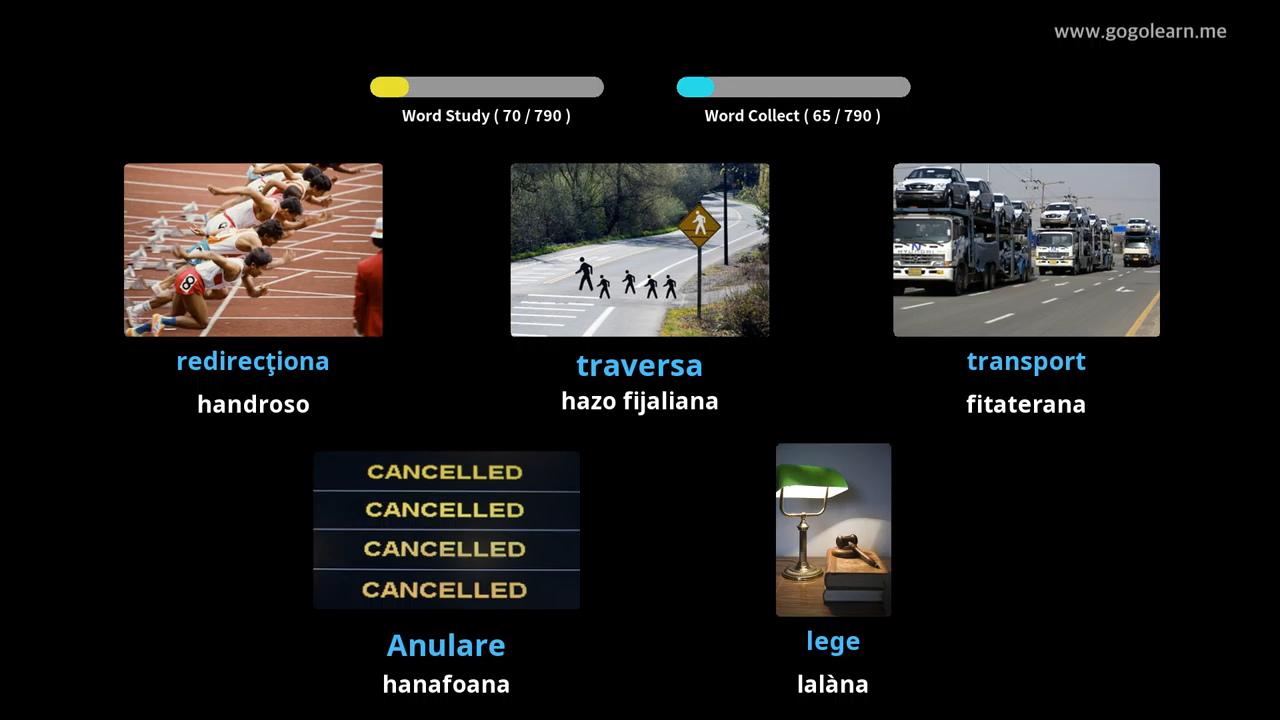 www.gogolearn.me
Word Study ( 70 / 790 )
Word Collect ( 65 / 790 )
8
redirecţiona
handroso
traversa
hazo fijaliana
transport
fitaterana
CANCELLED
CANCELLED
CANCELLED
CANCELLED
Anulare
hanafoana
lege
lalàna